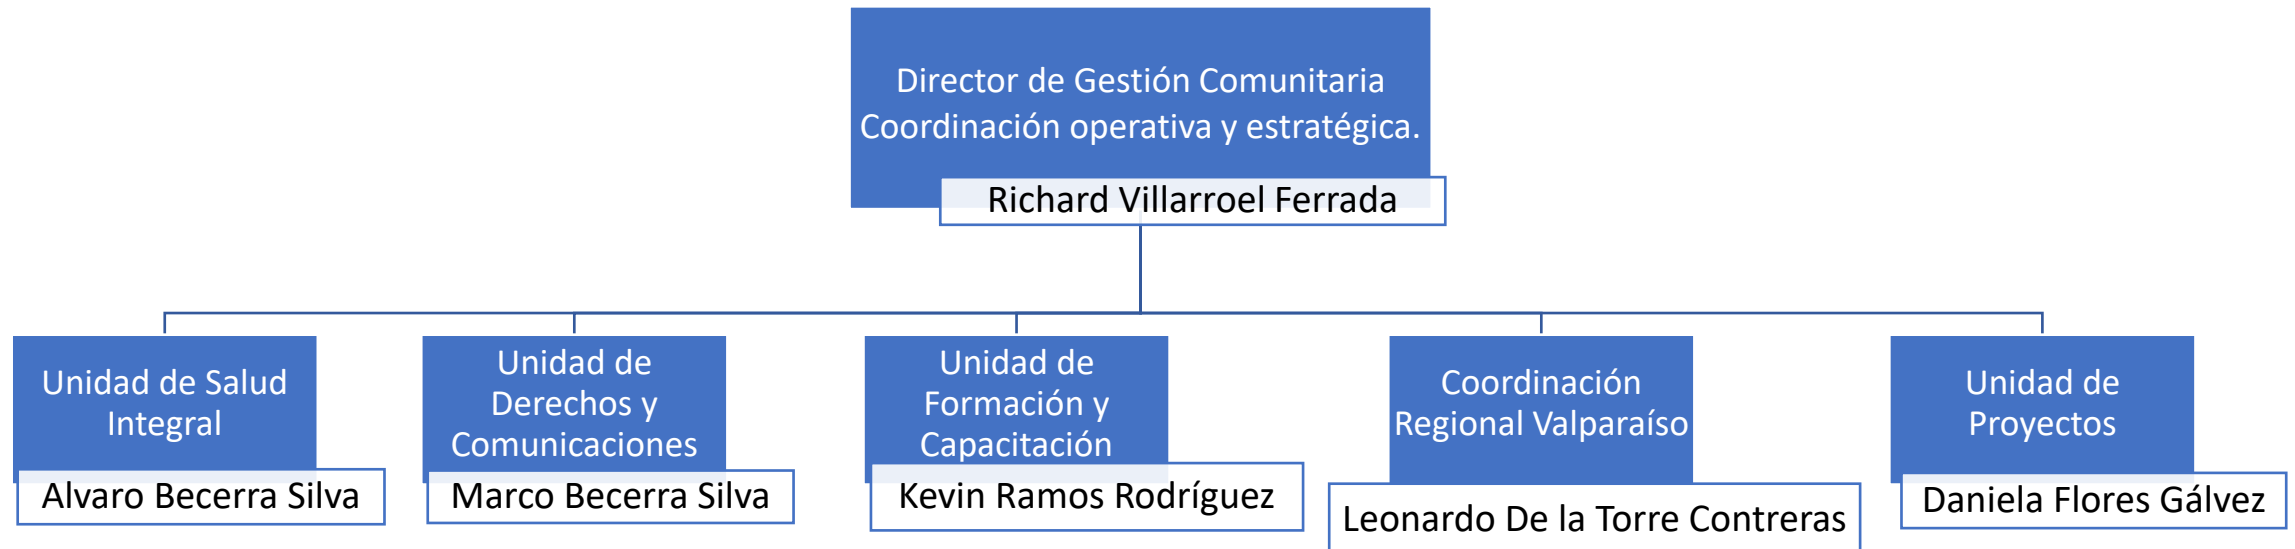 Director de Gestión Comunitaria
Coordinación operativa y estratégica.
Richard Villarroel Ferrada
Unidad de Salud
Integral
Alvaro Becerra Silva
Unidad de
Derechos y
Comunicaciones
Marco Becerra Silva
Unidad de
Formación y
Capacitación
Kevin Ramos Rodríguez
Coordinación
Regional Valparaíso
Leonardo De la Torre Contreras
Unidad de
Proyectos
Daniela Flores Gálvez